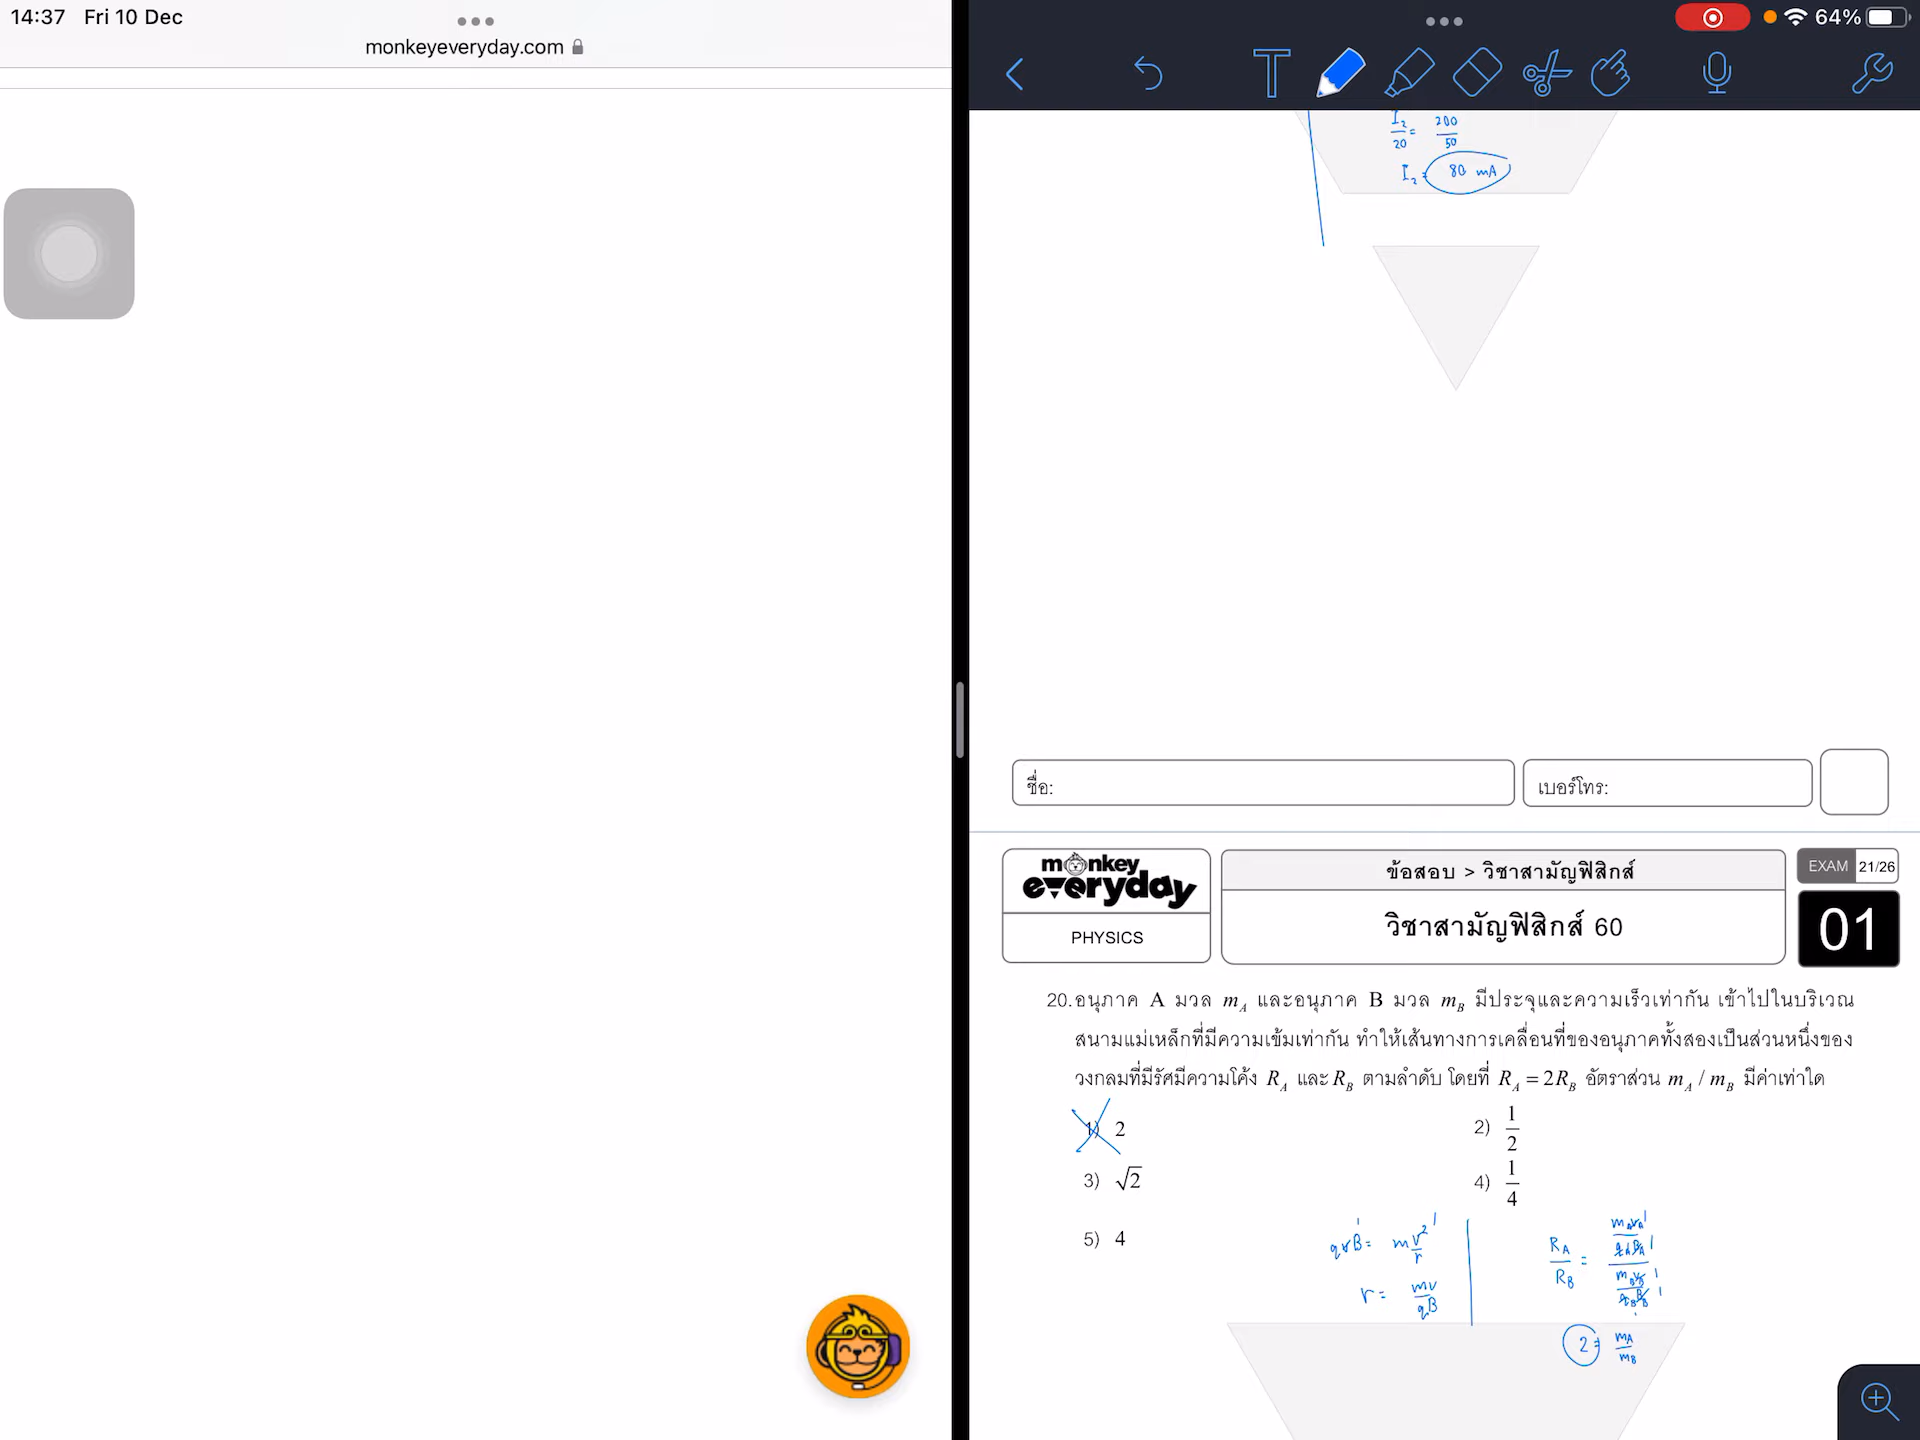 14:37 Fri 10 Dec
monkeyeveryday.com
64%
I₂/20 = 200/50
I₂ = 80 mA
ชื่อ:
เบอร์โทร:
monkey everyday
PHYSICS
ข้อสอบ > วิชาสามัญฟิสิกส์
วิชาสามัญฟิสิกส์ 60
EXAM 21/26
01
20. อนุภาค A มวล m_A และอนุภาค B มวล m_B มีประจุและความเร็วเท่ากัน เข้าไปในบริเวณ
สนามแม่เหล็กที่มีความเข้มเท่ากัน ทำให้เส้นทางการเคลื่อนที่ของอนุภาคทั้งสองเป็นส่วนหนึ่งของ
วงกลมที่มีรัศมีความโค้ง R_A และ R_B ตามลำดับ โดยที่ R_A = 2R_B อัตราส่วน m_A / m_B มีค่าเท่าใด
1) 2
2) 1/2
3) √2
4) 1/4
5) 4
qvB = mv²/r
r = mv/qB
R_A/R_B =
2 = m_A/m_B